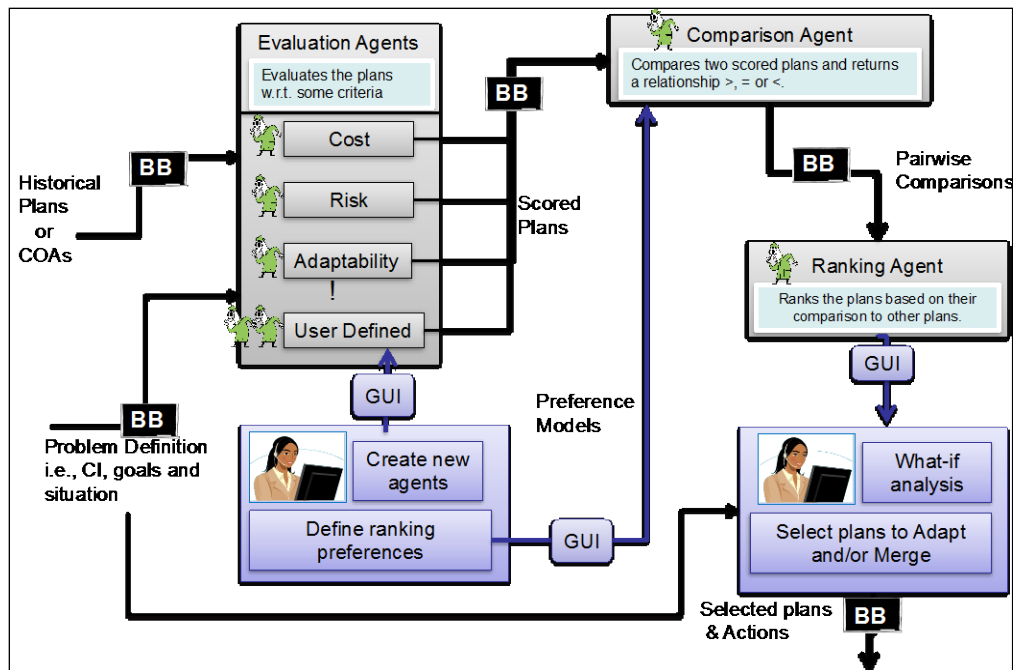 Evaluation Agents
Evaluates the plans
w.r.t. some criteria
Cost
Risk
Adaptability
!
User Defined
BB
Historical
Plans
or
COAs
BB
Problem Definition
i.e., CI, goals and
situation
GUI
Create new
agents
Define ranking
preferences
GUI
Preference
Models
Scored
Plans
BB
Comparison Agent
Compares two scored plans and returns
a relationship >, = or <.
BB
Pairwise
Comparisons
Ranking Agent
Ranks the plans based on their
comparison to other plans.
GUI
What-if
analysis
Select plans to Adapt
and/or Merge
Selected plans
& Actions
BB